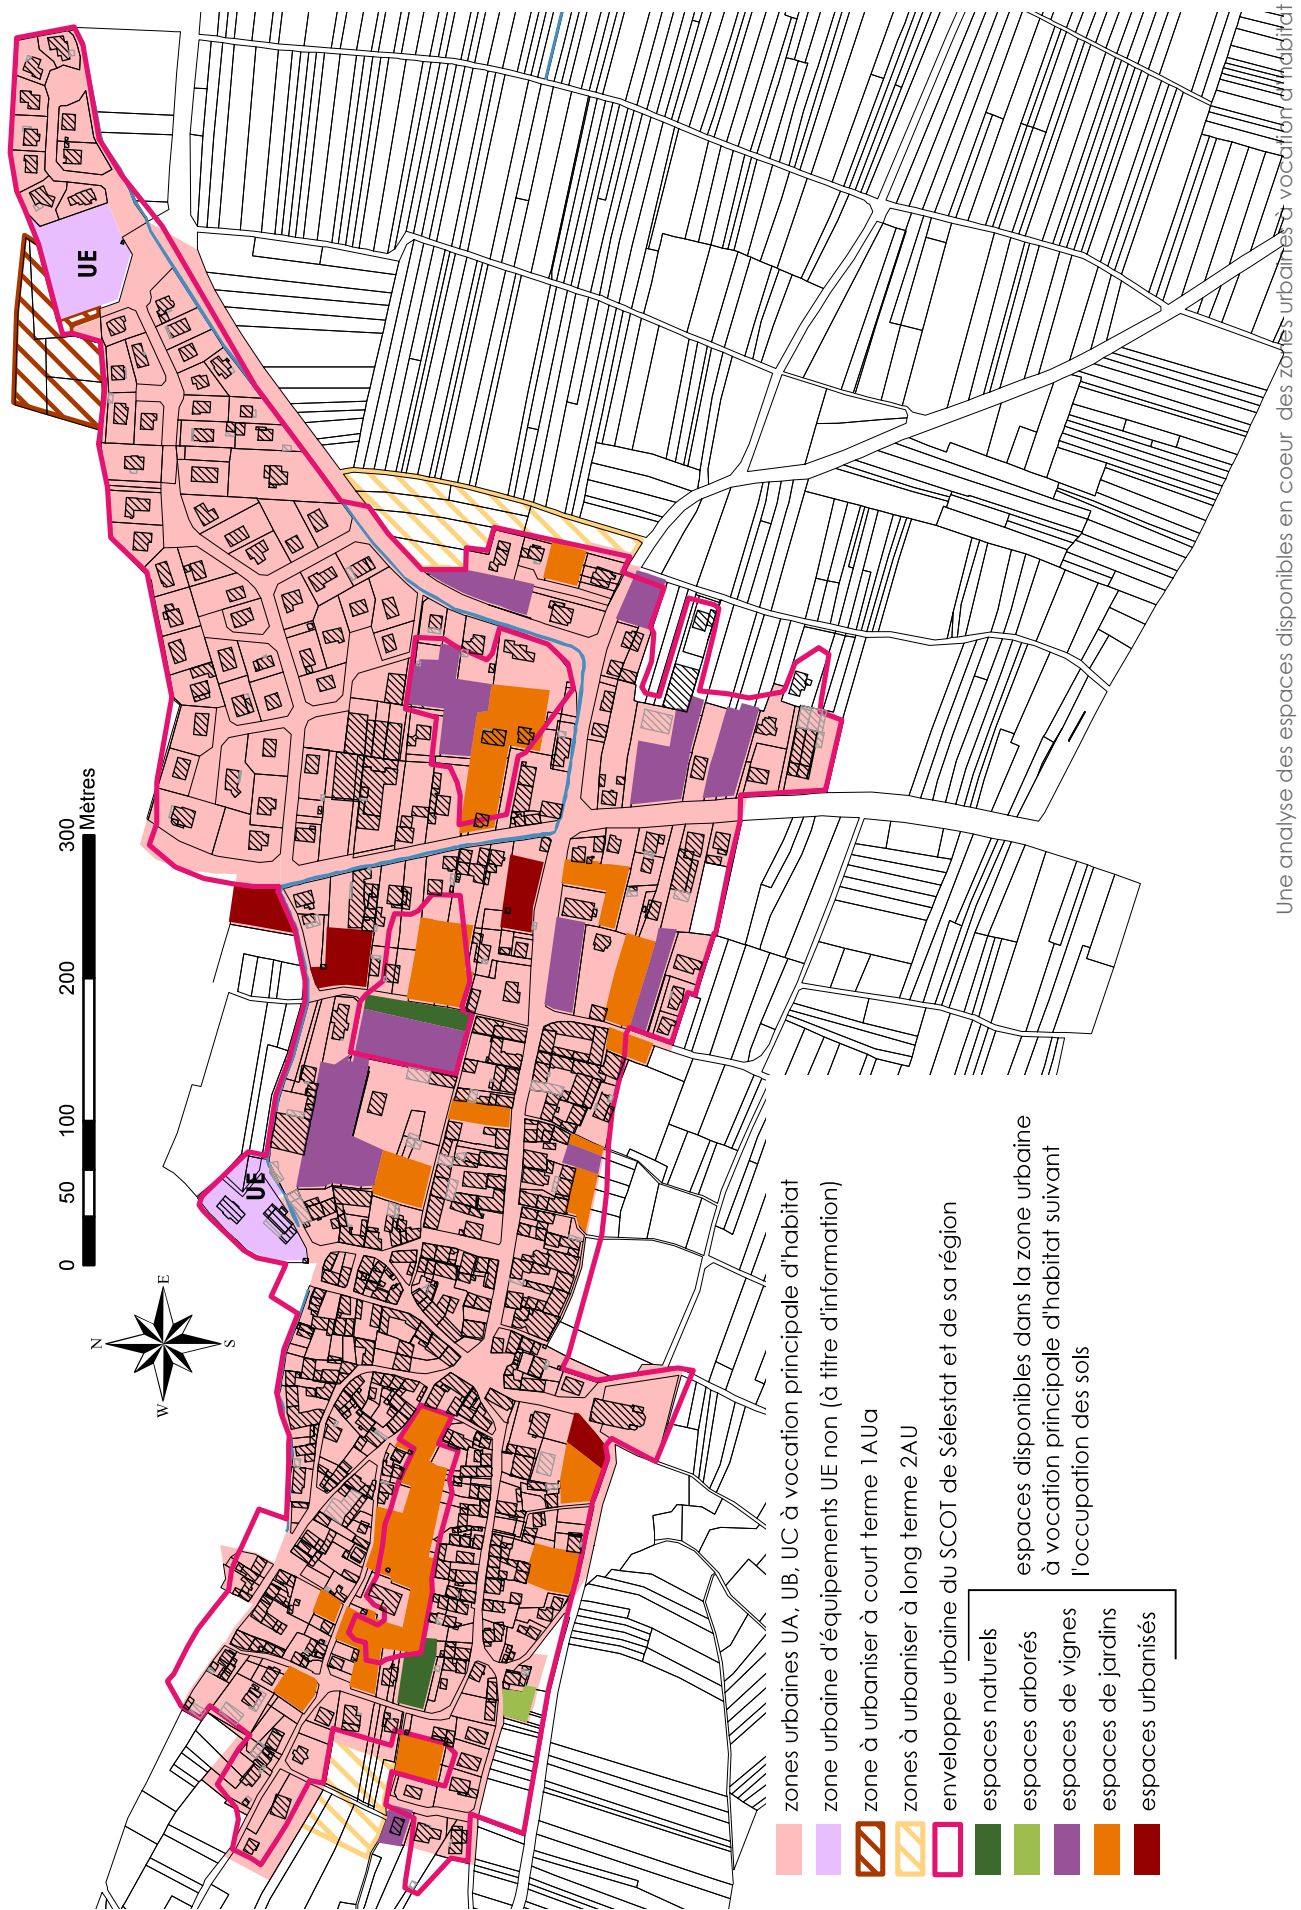 UE
UE
0 50 100 200 300
Mètres
N
E
S
W
zones urbaines UA, UB, UC à vocation principale d'habitat
zone urbaine d'équipements UE non (à titre d'information)
zone à urbaniser à court terme 1AUa
zones à urbaniser à long terme 2AU
enveloppe urbaine du SCOT de Sélestat et de sa région
espaces naturels
espaces arborés
espaces de vignes
espaces de jardins
espaces urbanisés
espaces disponibles dans la zone urbaine
à vocation principale d'habitat suivant
l'occupation des sols
Une analyse des espaces disponibles en coeur des zones urbaines à vocation d'habitat